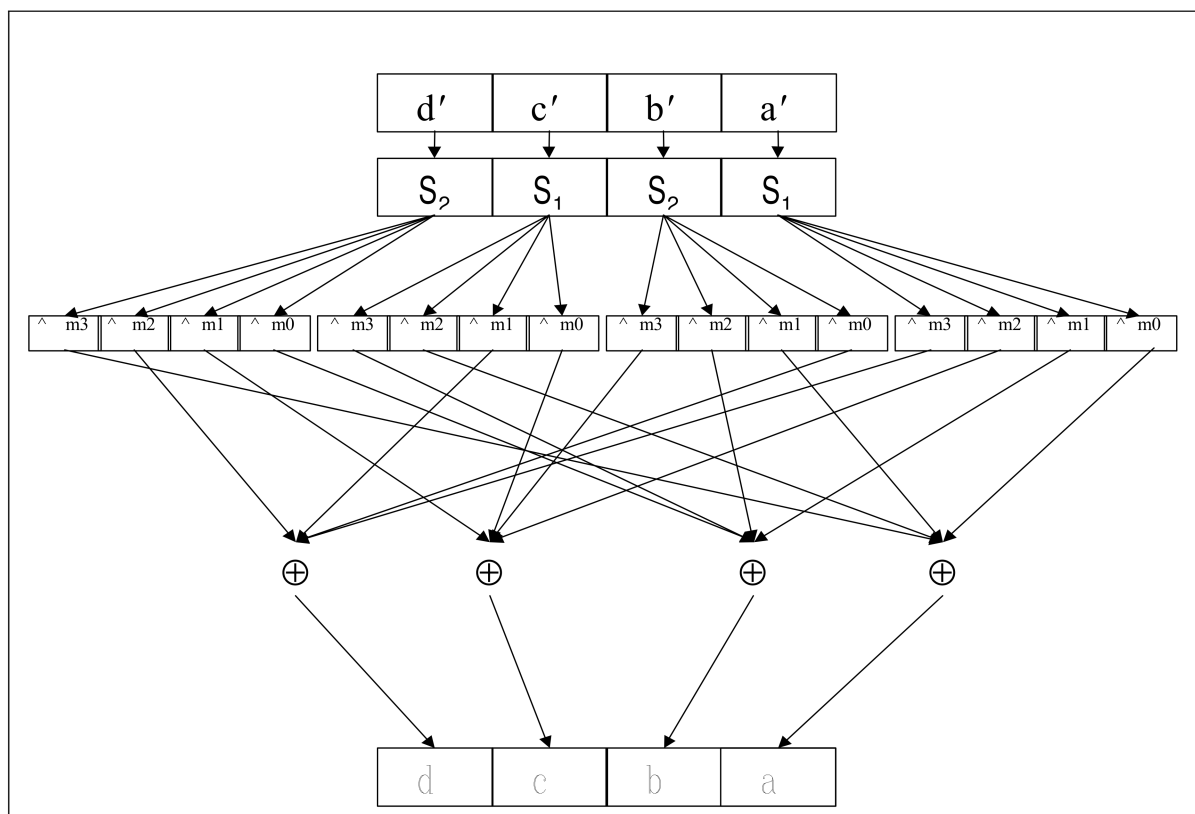 d′ c′ b′ a′
S₂ S₁ S₂ S₁
^ m3 ^ m2 ^ m1 ^ m0 ^ m3 ^ m2 ^ m1 ^ m0 ^ m3 ^ m2 ^ m1 ^ m0 ^ m3 ^ m2 ^ m1 ^ m0
⊕ ⊕ ⊕ ⊕
d c b a